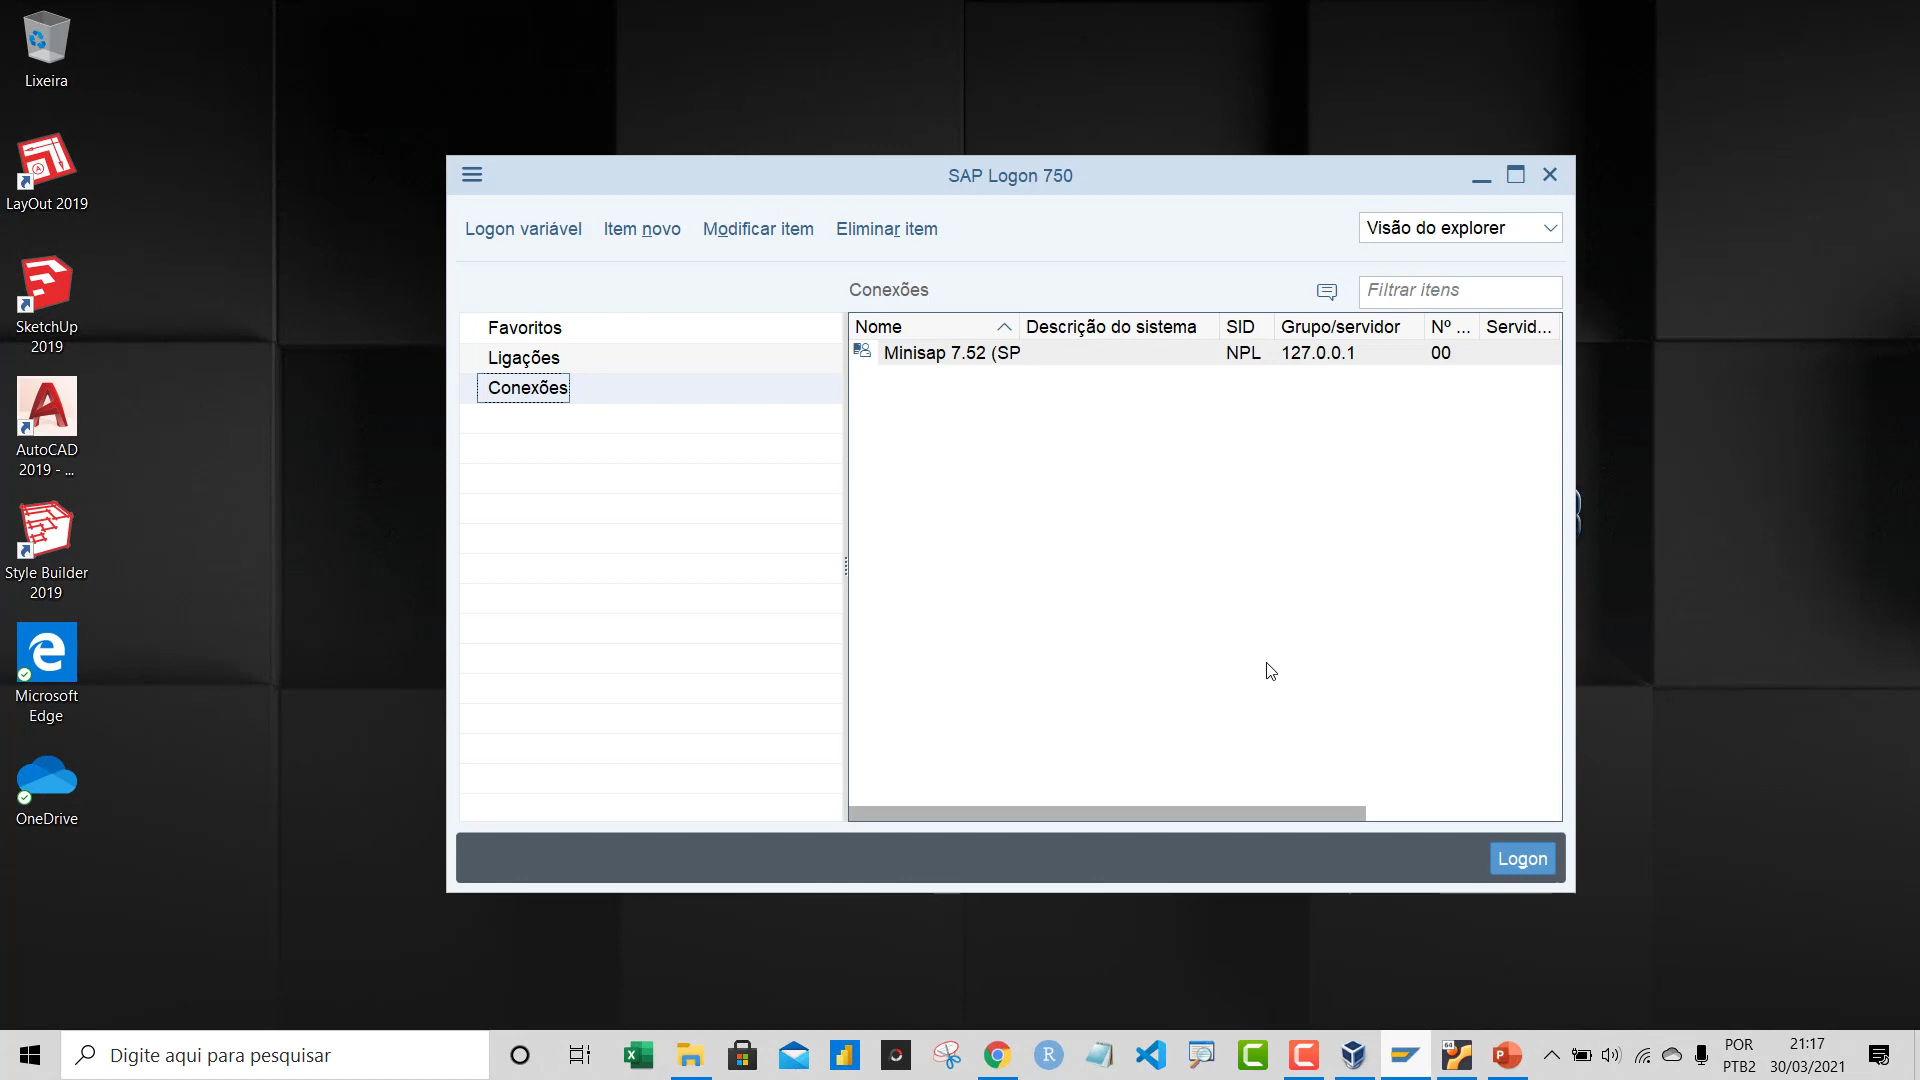 Lixeira
LayOut 2019
SketchUp
2019
AutoCAD
2019 - ...
Style Builder
2019
Microsoft
Edge
OneDrive
SAP Logon 750
Logon variável Item novo Modificar item Eliminar item
Visão do explorer
Conexões
Filtrar itens
Favoritos
Ligações
Conexões
Nome Descrição do sistema SID Grupo/servidor Nº ... Servid...
Minisap 7.52 (SP NPL 127.0.0.1 00
Logon
Digite aqui para pesquisar
64
POR
PTB2
21:17
30/03/2021